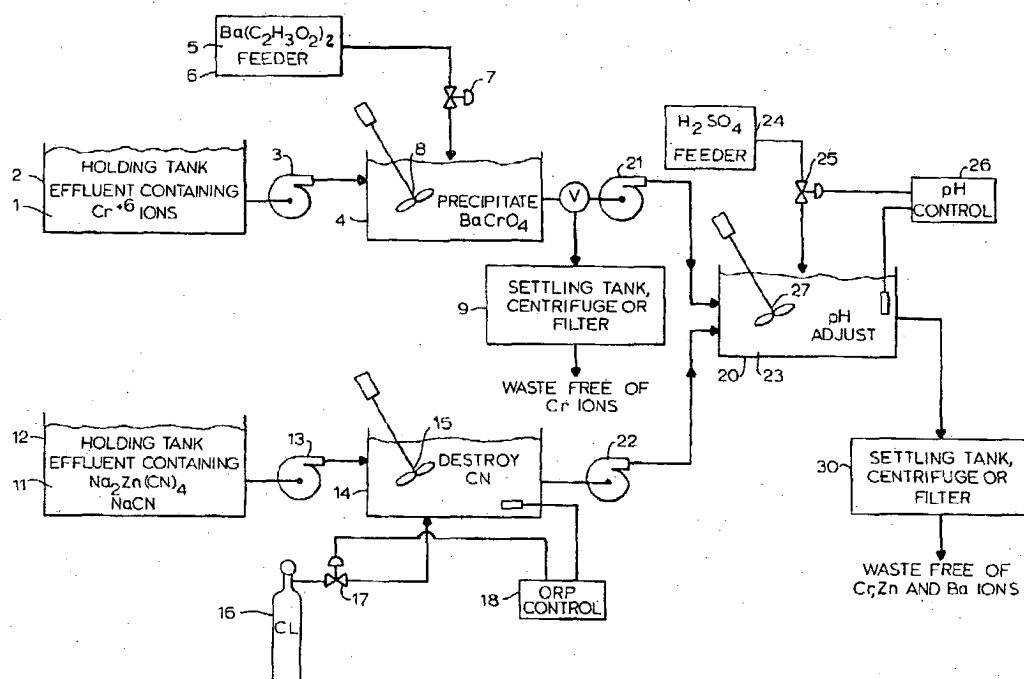 5
Ba(C₂H₃O₂)₂
FEEDER
6
7
2
HOLDING TANK
EFFLUENT CONTAINING
Cr⁺⁶ IONS
1
3
8
4
PRECIPITATE
BaCrO₄
V
21
H₂SO₄
FEEDER
24
25
26
pH
CONTROL
9
SETTLING TANK,
CENTRIFUGE OR
FILTER
WASTE FREE OF
Cr IONS
27
pH
ADJUST
20
23
12
HOLDING TANK
EFFLUENT CONTAINING
Na₂Zn(CN)₄
NaCN
11
13
15
14
DESTROY
CN
22
30
SETTLING TANK,
CENTRIFUGE OR
FILTER
WASTE FREE OF
Cr,Zn AND Ba IONS
16
CL
17
18
ORP
CONTROL